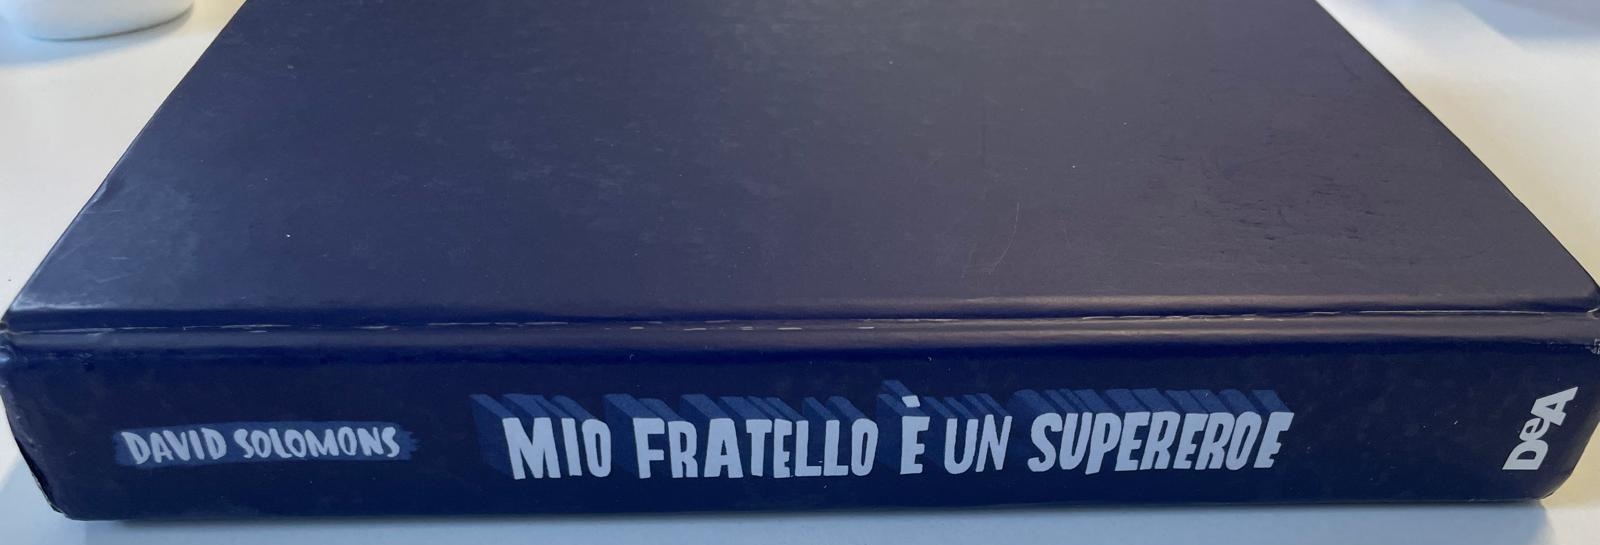 DAVID SOLOMONS
MIO FRATELLO È UN SUPEREROE
DeA